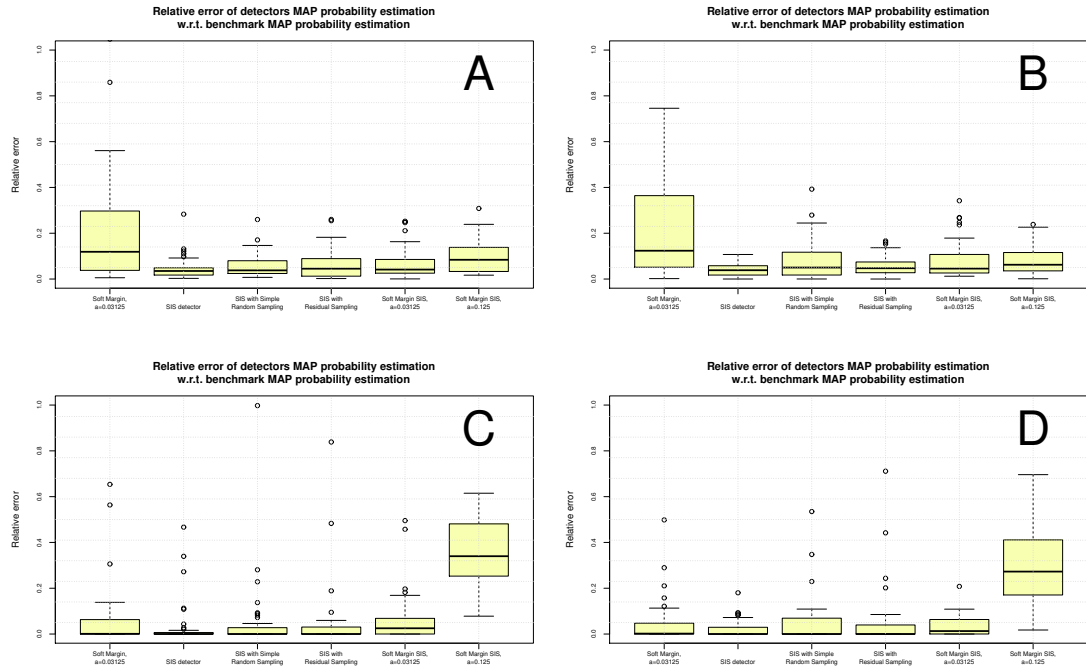 Relative error of detectors MAP probability estimation
w.r.t. benchmark MAP probability estimation
A
Relative error
0.0 0.2 0.4 0.6 0.8 1.0
Soft Margin,
a=0.03125
SIS detector
SIS with Simple
Random Sampling
SIS with
Residual Sampling
Soft Margin SIS,
a=0.03125
Soft Margin SIS,
a=0.125
Relative error of detectors MAP probability estimation
w.r.t. benchmark MAP probability estimation
B
Relative error
0.0 0.2 0.4 0.6 0.8 1.0
Soft Margin,
a=0.03125
SIS detector
SIS with Simple
Random Sampling
SIS with
Residual Sampling
Soft Margin SIS,
a=0.03125
Soft Margin SIS,
a=0.125
Relative error of detectors MAP probability estimation
w.r.t. benchmark MAP probability estimation
C
Relative error
0.0 0.2 0.4 0.6 0.8 1.0
Soft Margin,
a=0.03125
SIS detector
SIS with Simple
Random Sampling
SIS with
Residual Sampling
Soft Margin SIS,
a=0.03125
Soft Margin SIS,
a=0.125
Relative error of detectors MAP probability estimation
w.r.t. benchmark MAP probability estimation
D
Relative error
0.0 0.2 0.4 0.6 0.8 1.0
Soft Margin,
a=0.03125
SIS detector
SIS with Simple
Random Sampling
SIS with
Residual Sampling
Soft Margin SIS,
a=0.03125
Soft Margin SIS,
a=0.125